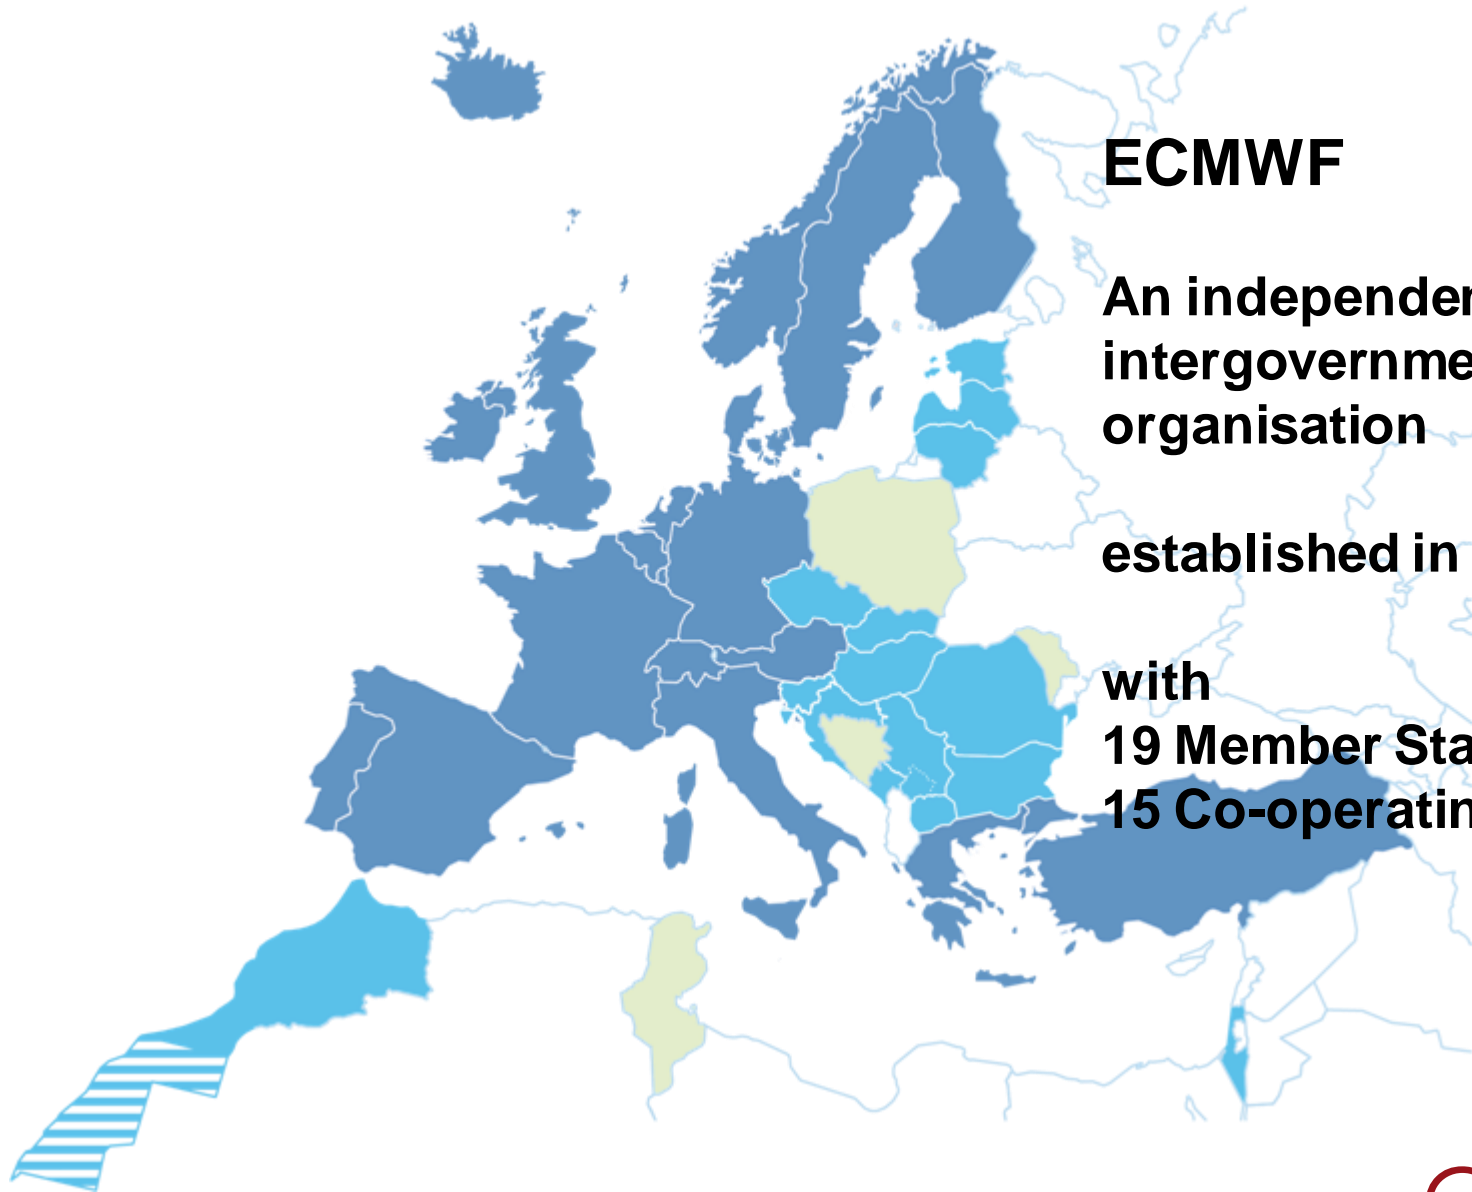 ECMWF
An independen
intergovernme
organisation
established in
with
19 Member Sta
15 Co-operatin